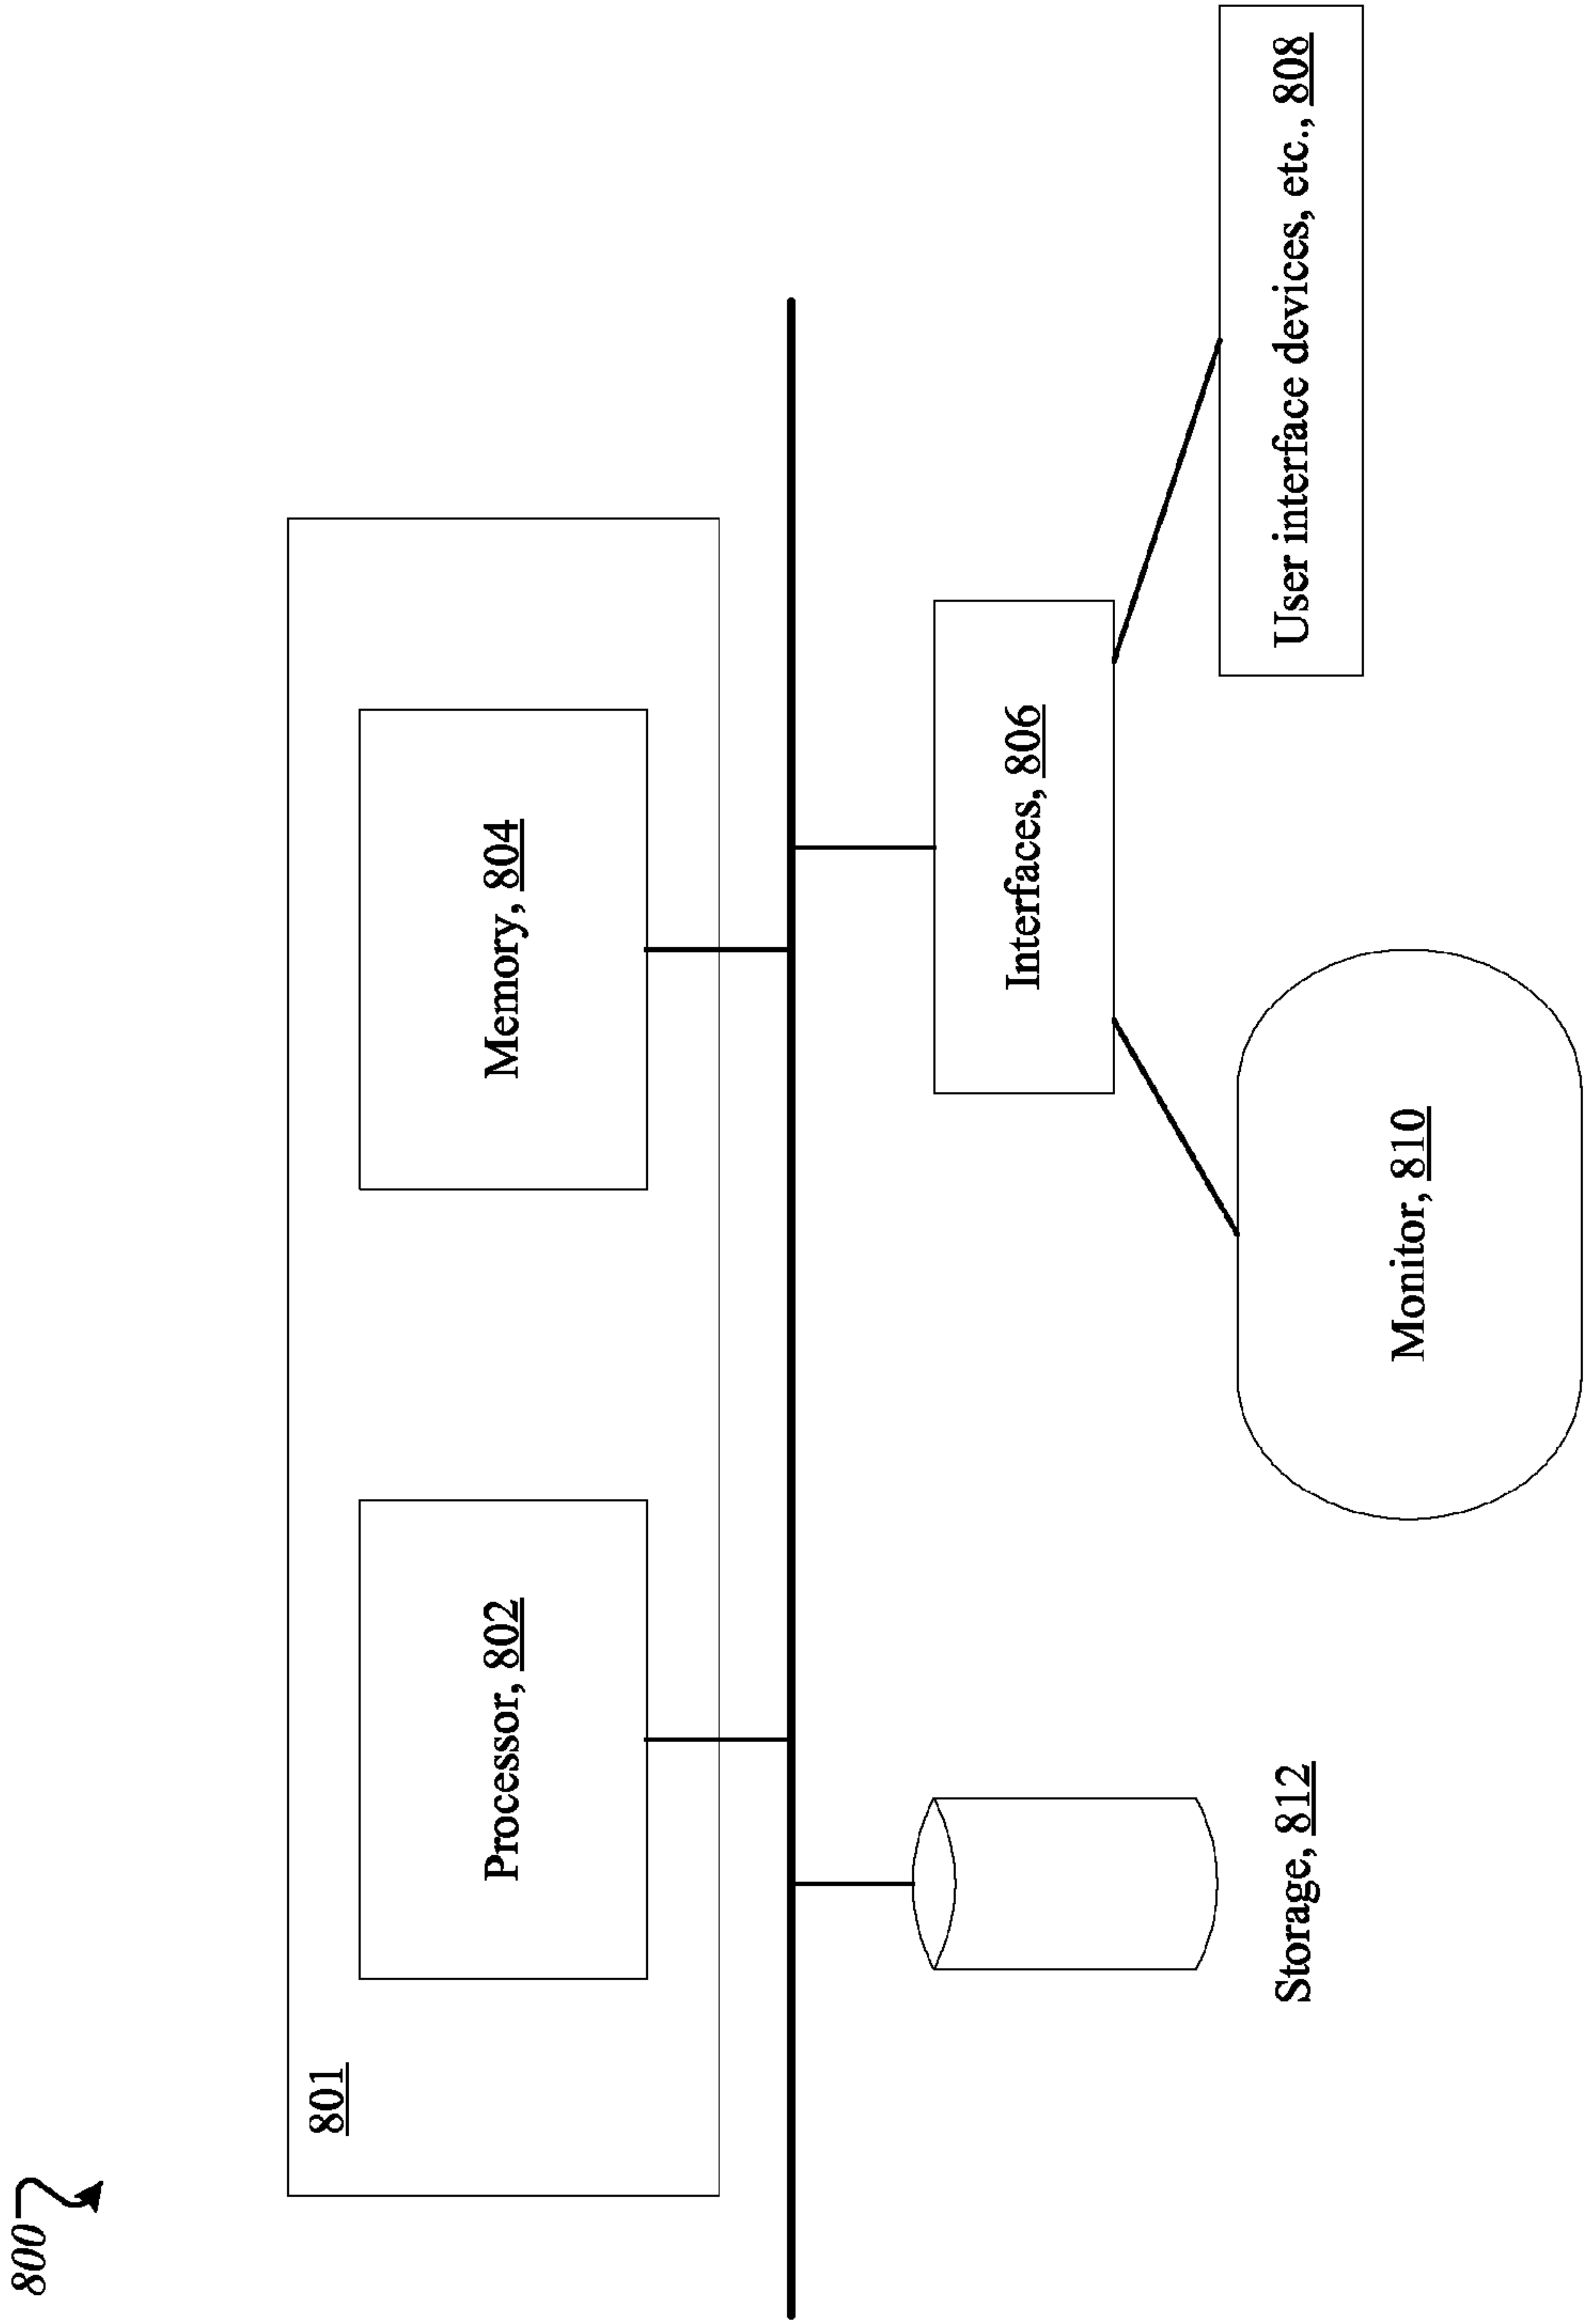 800
801
Processor, 802
Memory, 804
Storage, 812
Interfaces, 806
Monitor, 810
User interface devices, etc., 808